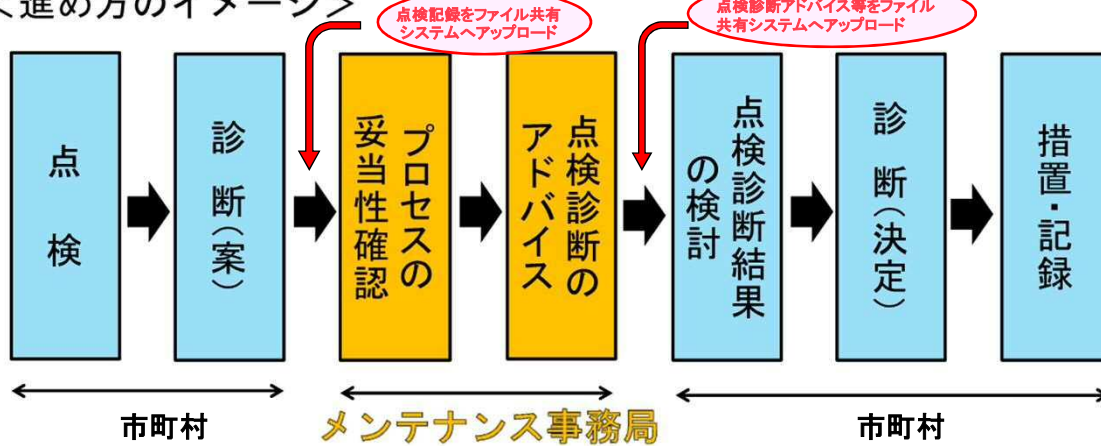 <進め方のイメージ>
点検記録をファイル共有
システムへアップロード
点検診断アドバイス等をファイル
共有システムへアップロード
点検
診断(案)
プロセスの
妥当性確認
点検診断の
アドバイス
点検診断結果
の検討
診断(決定)
措置・記録
市町村
メンテナンス事務局
市町村